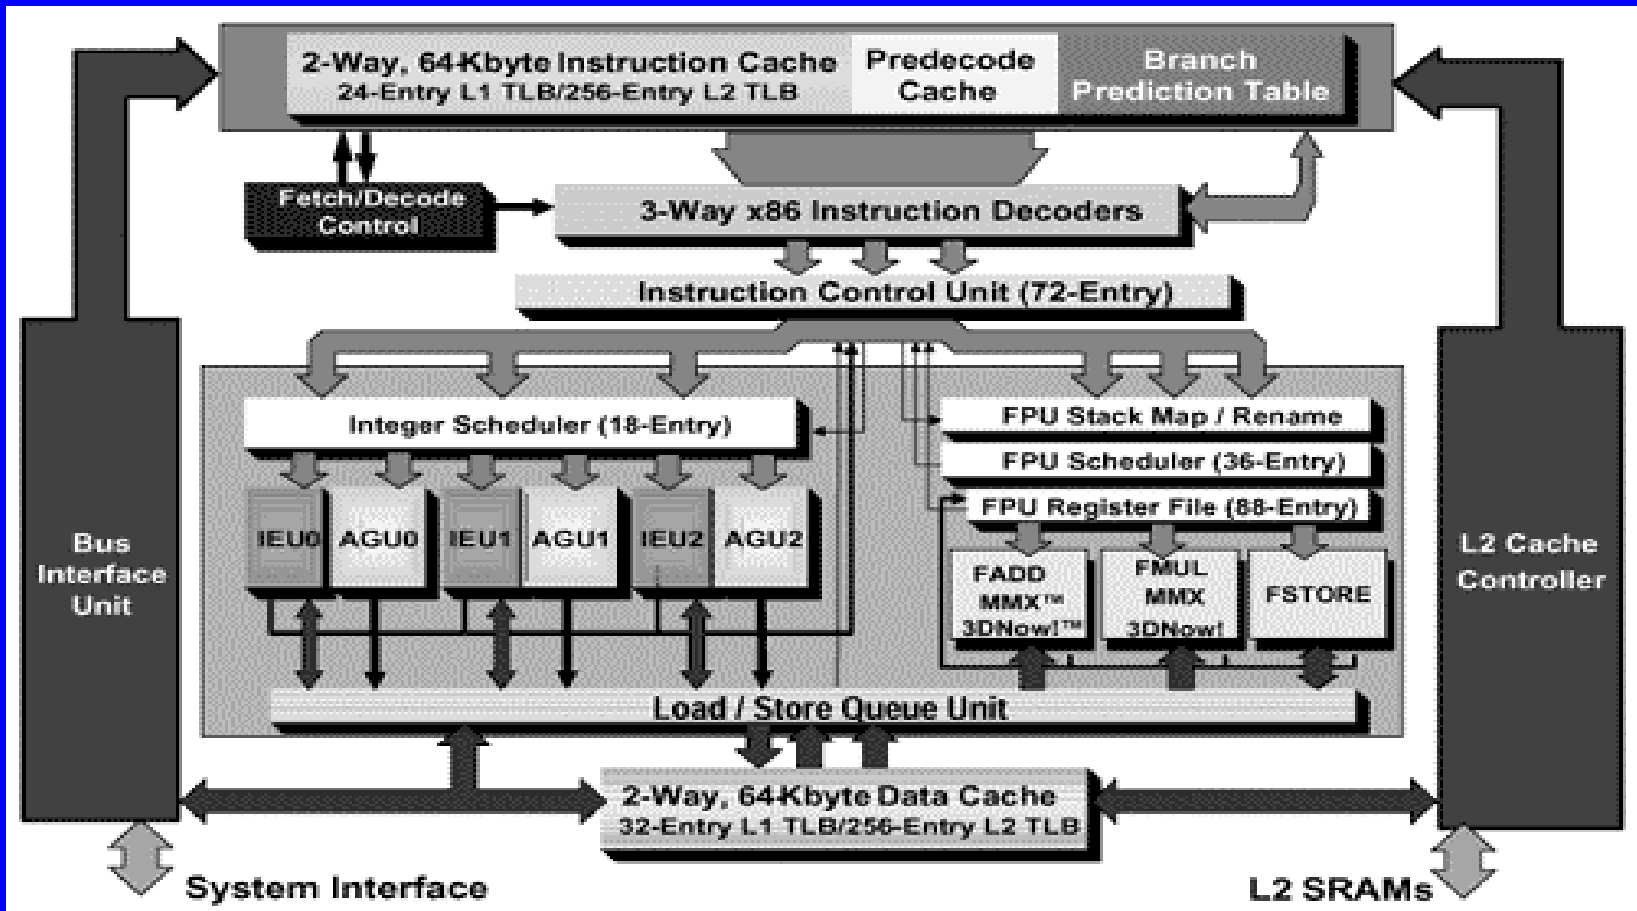 2-Way, 64-Kbyte Instruction Cache
24-Entry L1 TLB/256-Entry L2 TLB
Predecode
Cache
Branch
Prediction Table
Fetch/Decode
Control
3-Way x86 Instruction Decoders
Instruction Control Unit (72-Entry)
Integer Scheduler (18-Entry)
FPU Stack Map / Rename
FPU Scheduler (36-Entry)
FPU Register File (88-Entry)
IEU0
AGU0
IEU1
AGU1
IEU2
AGU2
FADD
MMX™
3DNow!™
FMUL
MMX
3DNow!
FSTORE
Bus
Interface
Unit
L2 Cache
Controller
Load / Store Queue Unit
2-Way, 64-Kbyte Data Cache
32-Entry L1 TLB/256-Entry L2 TLB
System Interface
L2 SRAMs